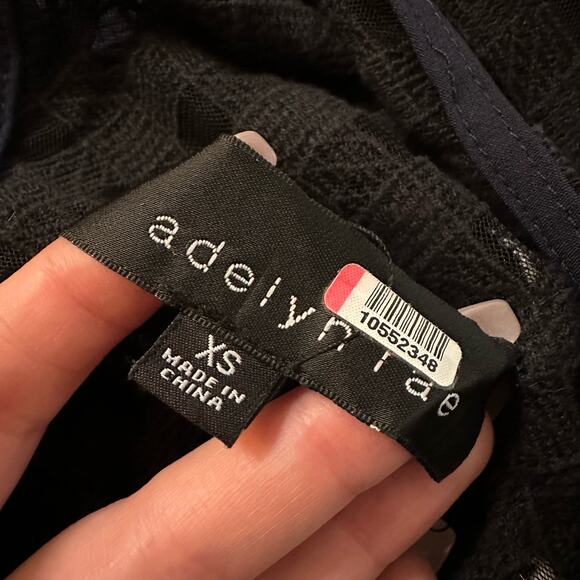 adelyn rae
10552348
XS
MADE IN
CHINA